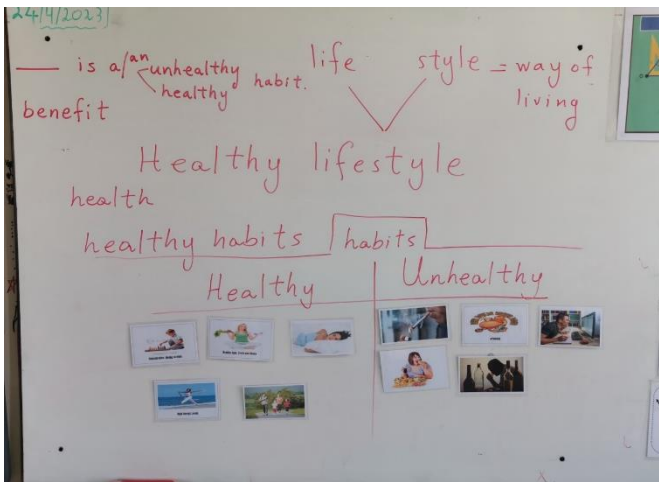 24/4/2023
___ is a/an unhealthy habit.
healthy
benefit
life style = way of
living
Healthy lifestyle
health
healthy habits habits
Healthy Unhealthy